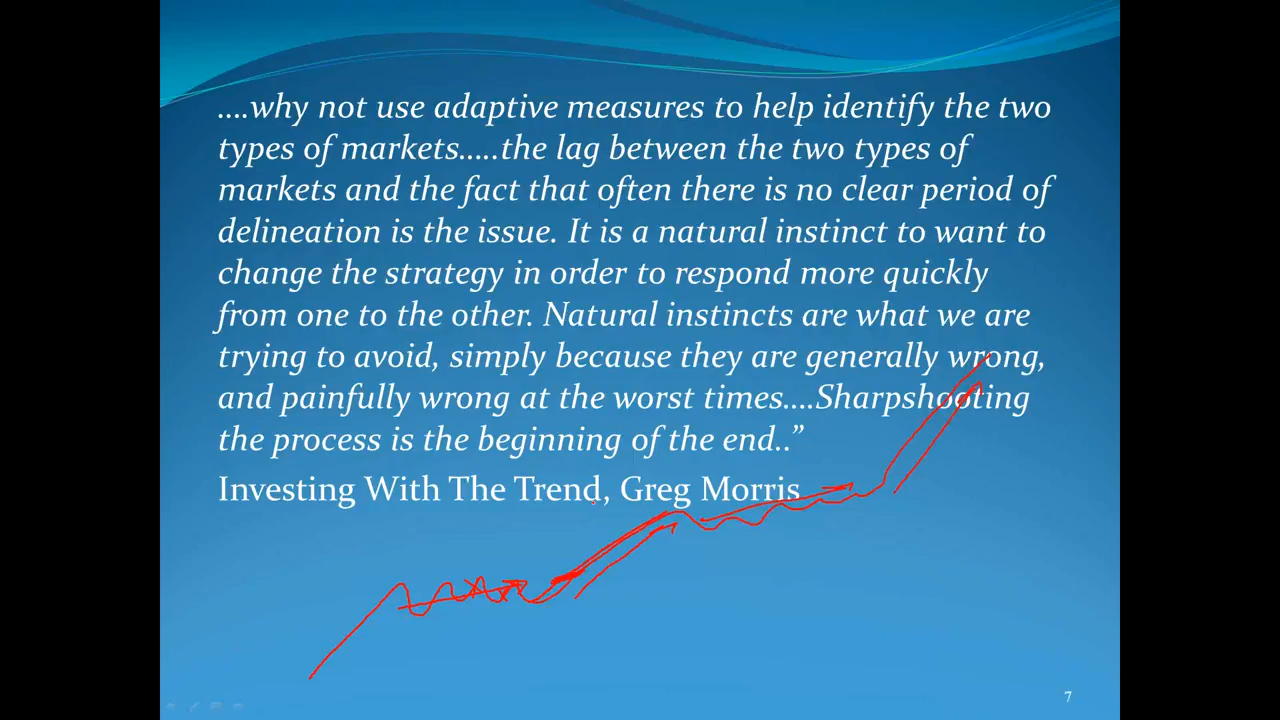 ….why not use adaptive measures to help identify the two
types of markets…..the lag between the two types of
markets and the fact that often there is no clear period of
delineation is the issue. It is a natural instinct to want to
change the strategy in order to respond more quickly
from one to the other. Natural instincts are what we are
trying to avoid, simply because they are generally wrong,
and painfully wrong at the worst times….Sharpshooting
the process is the beginning of the end..”
Investing With The Trend, Greg Morris
7